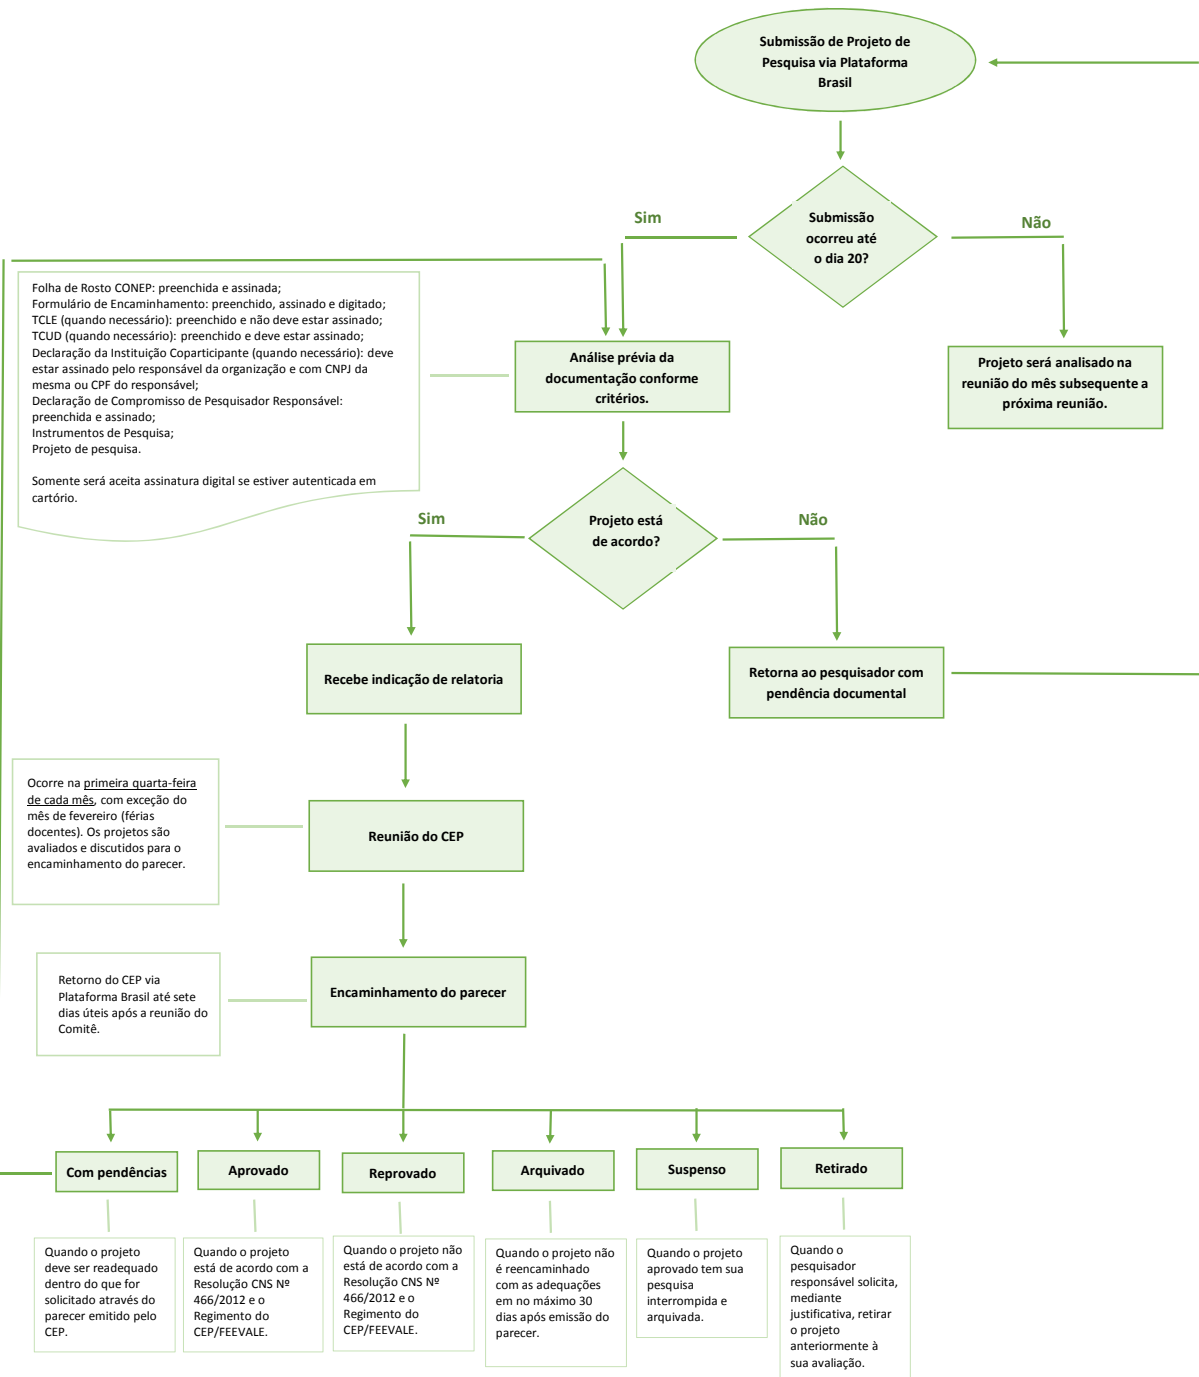 Submissão de Projeto de
Pesquisa via Plataforma
Brasil
Submissão
ocorreu até
o dia 20?
Sim
Não
Folha de Rosto CONEP: preenchida e assinada;
Formulário de Encaminhamento: preenchido, assinado e digitado;
TCLE (quando necessário): preenchido e não deve estar assinado;
TCUD (quando necessário): preenchido e deve estar assinado;
Declaração da Instituição Coparticipante (quando necessário): deve
estar assinado pelo responsável da organização e com CNPJ da
mesma ou CPF do responsável;
Declaração de Compromisso de Pesquisador Responsável:
preenchida e assinado;
Instrumentos de Pesquisa;
Projeto de pesquisa.
Somente será aceita assinatura digital se estiver autenticada em
cartório.
Análise prévia da
documentação conforme
critérios.
Projeto será analisado na
reunião do mês subsequente a
próxima reunião.
Projeto está
de acordo?
Sim
Não
Recebe indicação de relatoria
Retorna ao pesquisador com
pendência documental
Ocorre na primeira quarta-feira
de cada mês, com exceção do
mês de fevereiro (férias
docentes). Os projetos são
avaliados e discutidos para o
encaminhamento do parecer.
Reunião do CEP
Retorno do CEP via
Plataforma Brasil até sete
dias úteis após a reunião do
Comitê.
Encaminhamento do parecer
Com pendências
Aprovado
Reprovado
Arquivado
Suspenso
Retirado
Quando o projeto
deve ser readequado
dentro do que for
solicitado através do
parecer emitido pelo
CEP.
Quando o projeto
está de acordo com a
Resolução CNS Nº
466/2012 e o
Regimento do
CEP/FEEVALE.
Quando o projeto não
está de acordo com a
Resolução CNS Nº
466/2012 e o
Regimento do
CEP/FEEVALE.
Quando o projeto não
é reencaminhado
com as adequações
em no máximo 30
dias após emissão do
parecer.
Quando o projeto
aprovado tem sua
pesquisa
interrompida e
arquivada.
Quando o
pesquisador
responsável solicita,
mediante
justificativa, retirar
o projeto
anteriormente à
sua avaliação.